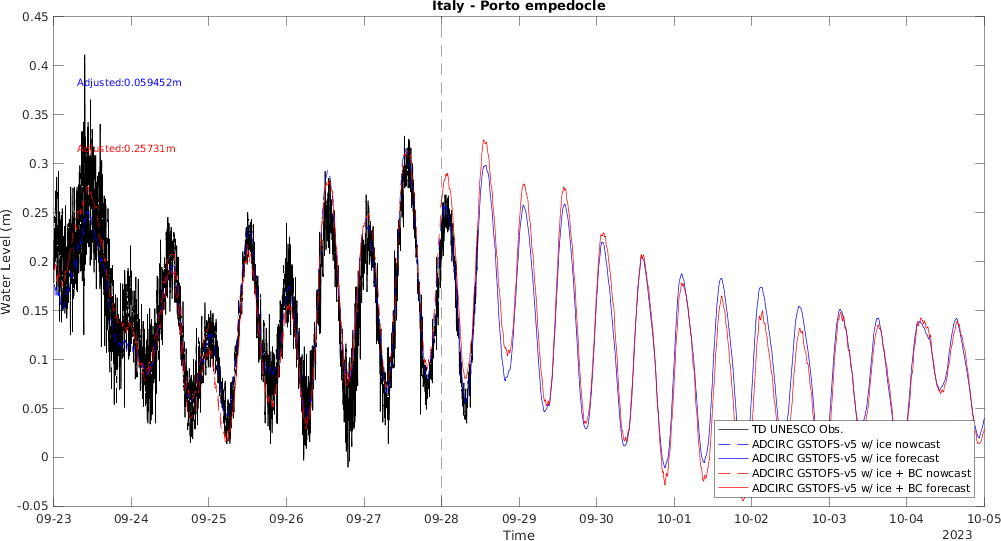 Italy - Porto empedocle
0.45
0.4
0.35
0.3
0.25
0.2
0.15
0.1
0.05
0
-0.05
Water Level (m)
Adjusted:0.059452m
Adjusted:0.25731m
TD UNESCO Obs.
ADCIRC GSTOFS-v5 w/ ice nowcast
ADCIRC GSTOFS-v5 w/ ice forecast
ADCIRC GSTOFS-v5 w/ ice + BC nowcast
ADCIRC GSTOFS-v5 w/ ice + BC forecast
09-23 09-24 09-25 09-26 09-27 09-28 09-29 09-30 10-01 10-02 10-03 10-04 10-05
Time
2023